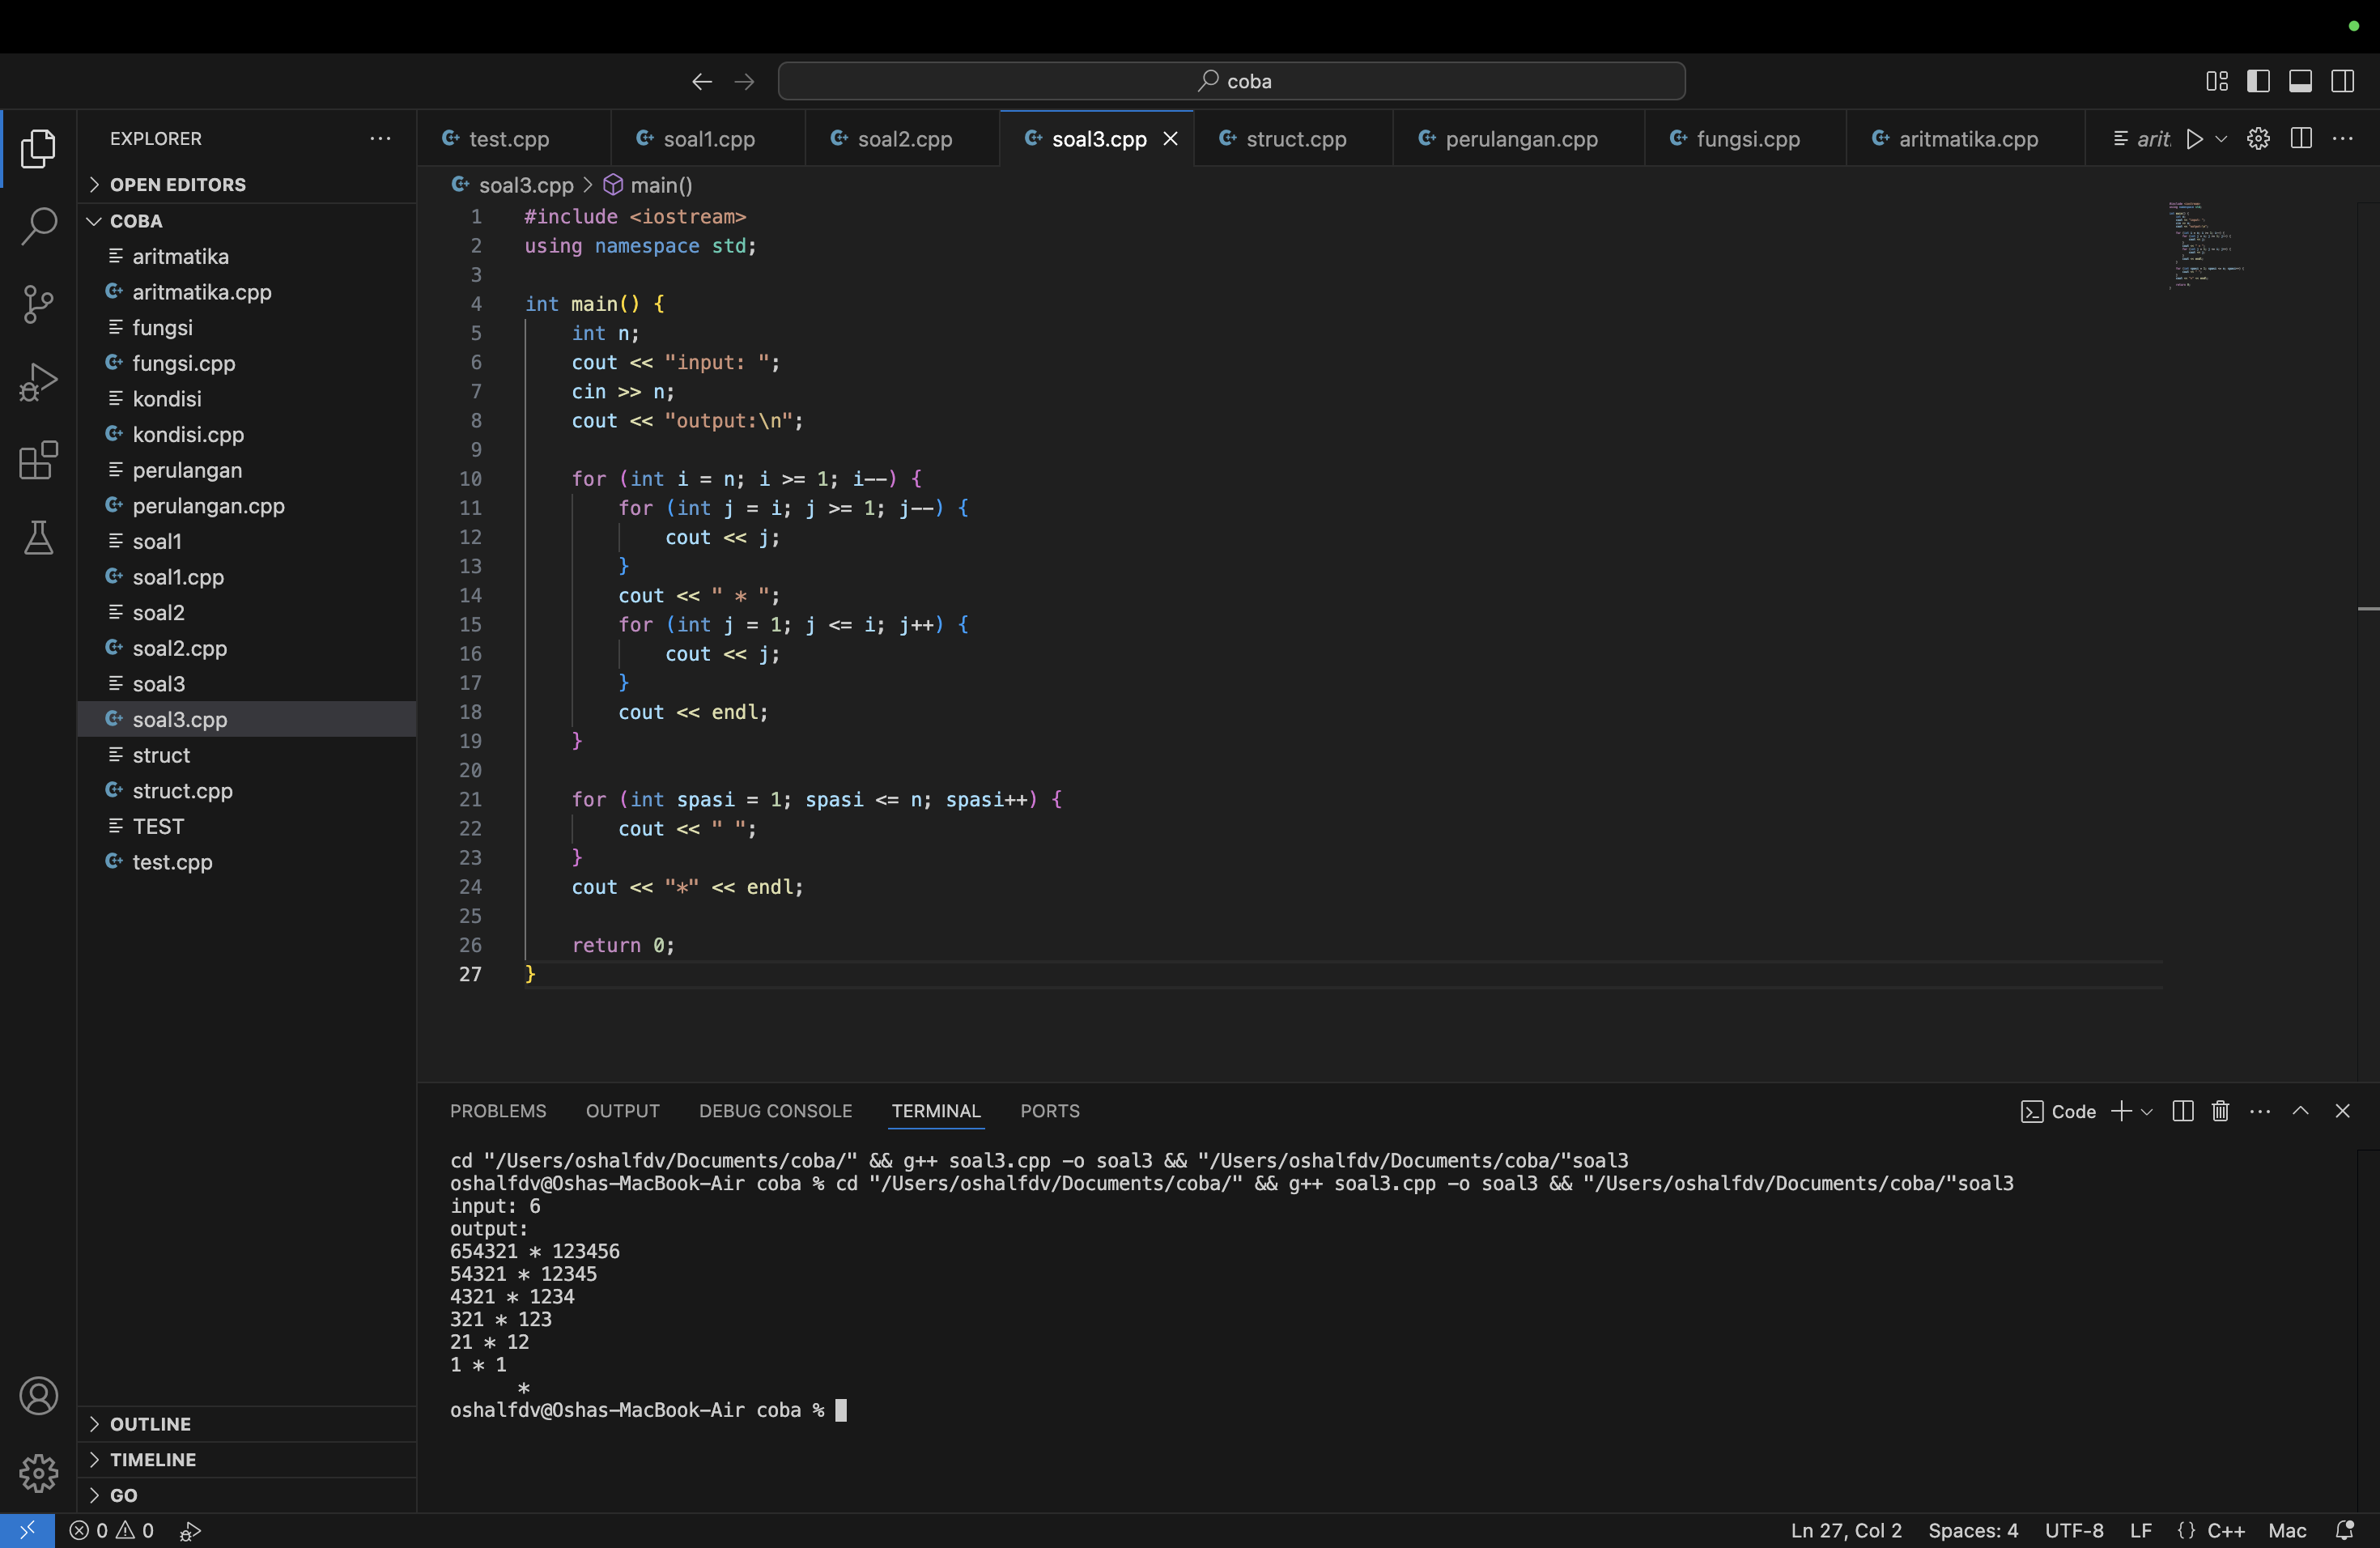 coba
EXPLORER
OPEN EDITORS
COBA
aritmatika
aritmatika.cpp
fungsi
fungsi.cpp
kondisi
kondisi.cpp
perulangan
perulangan.cpp
soal1
soal1.cpp
soal2
soal2.cpp
soal3
soal3.cpp
struct
struct.cpp
TEST
test.cpp
OUTLINE
TIMELINE
GO
test.cpp soal1.cpp soal2.cpp soal3.cpp struct.cpp perulangan.cpp fungsi.cpp aritmatika.cpp arit
soal3.cpp > main()
1 #include <iostream>
2 using namespace std;
3
4 int main() {
5     int n;
6     cout << "input: ";
7     cin >> n;
8     cout << "output:\n";
9
10     for (int i = n; i >= 1; i--) {
11         for (int j = i; j >= 1; j--) {
12             cout << j;
13         }
14         cout << " * ";
15         for (int j = 1; j <= i; j++) {
16             cout << j;
17         }
18         cout << endl;
19     }
20
21     for (int spasi = 1; spasi <= n; spasi++) {
22         cout << " ";
23     }
24     cout << "*" << endl;
25
26     return 0;
27 }
PROBLEMS OUTPUT DEBUG CONSOLE TERMINAL PORTS Code
cd "/Users/oshalfdv/Documents/coba/" && g++ soal3.cpp -o soal3 && "/Users/oshalfdv/Documents/coba/"soal3
oshalfdv@Oshas-MacBook-Air coba % cd "/Users/oshalfdv/Documents/coba/" && g++ soal3.cpp -o soal3 && "/Users/oshalfdv/Documents/coba/"soal3
input: 6
output:
654321 * 123456
54321 * 12345
4321 * 1234
321 * 123
21 * 12
1 * 1
      *
oshalfdv@Oshas-MacBook-Air coba %
0 0 Ln 27, Col 2 Spaces: 4 UTF-8 LF {} C++ Mac